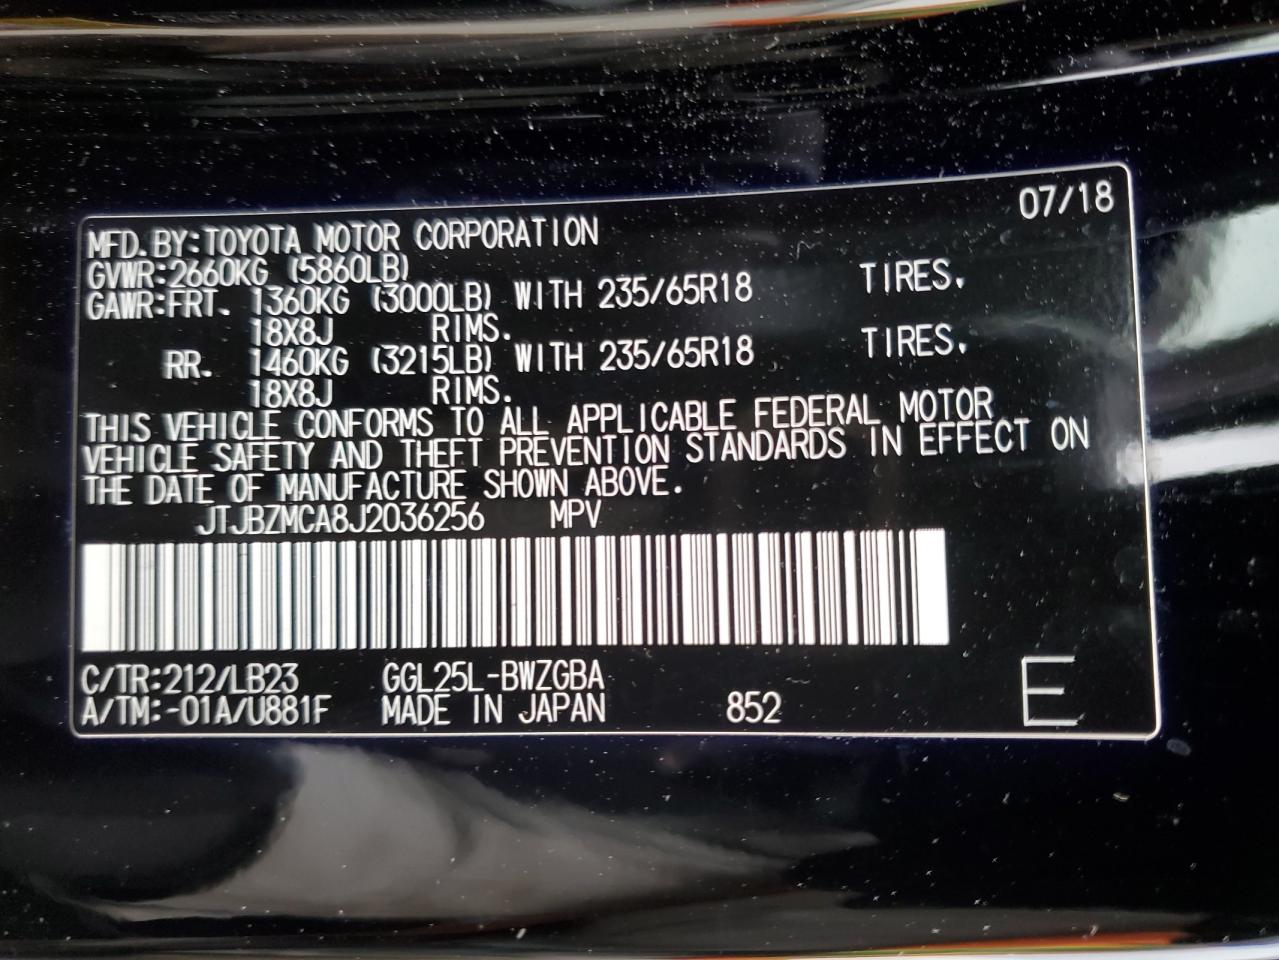 07/18
MFD.BY:TOYOTA MOTOR CORPORATION
GVWR:2660KG (5860LB)
GAWR:FRT. 1360KG (3000LB) WITH 235/65R18 TIRES.
18X8J RIMS.
RR. 1460KG (3215LB) WITH 235/65R18 TIRES.
18X8J RIMS.
THIS VEHICLE CONFORMS TO ALL APPLICABLE FEDERAL MOTOR
VEHICLE SAFETY AND THEFT PREVENTION STANDARDS IN EFFECT ON
THE DATE OF MANUFACTURE SHOWN ABOVE.
JTJBZMCA8J2036256 MPV
C/TR:212/LB23 GGL25L-BWZGBA
A/TM:-01A/U881F MADE IN JAPAN 852
E